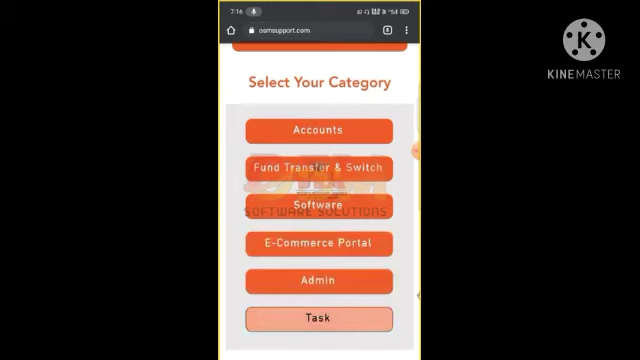 7:16
osmsupport.com
8
K
KINEMASTER
Select Your Category
Accounts
Fund Transfer & Switch
Software
SOFTWARE SOLUTIONS
E-Commerce Portal
Admin
Task